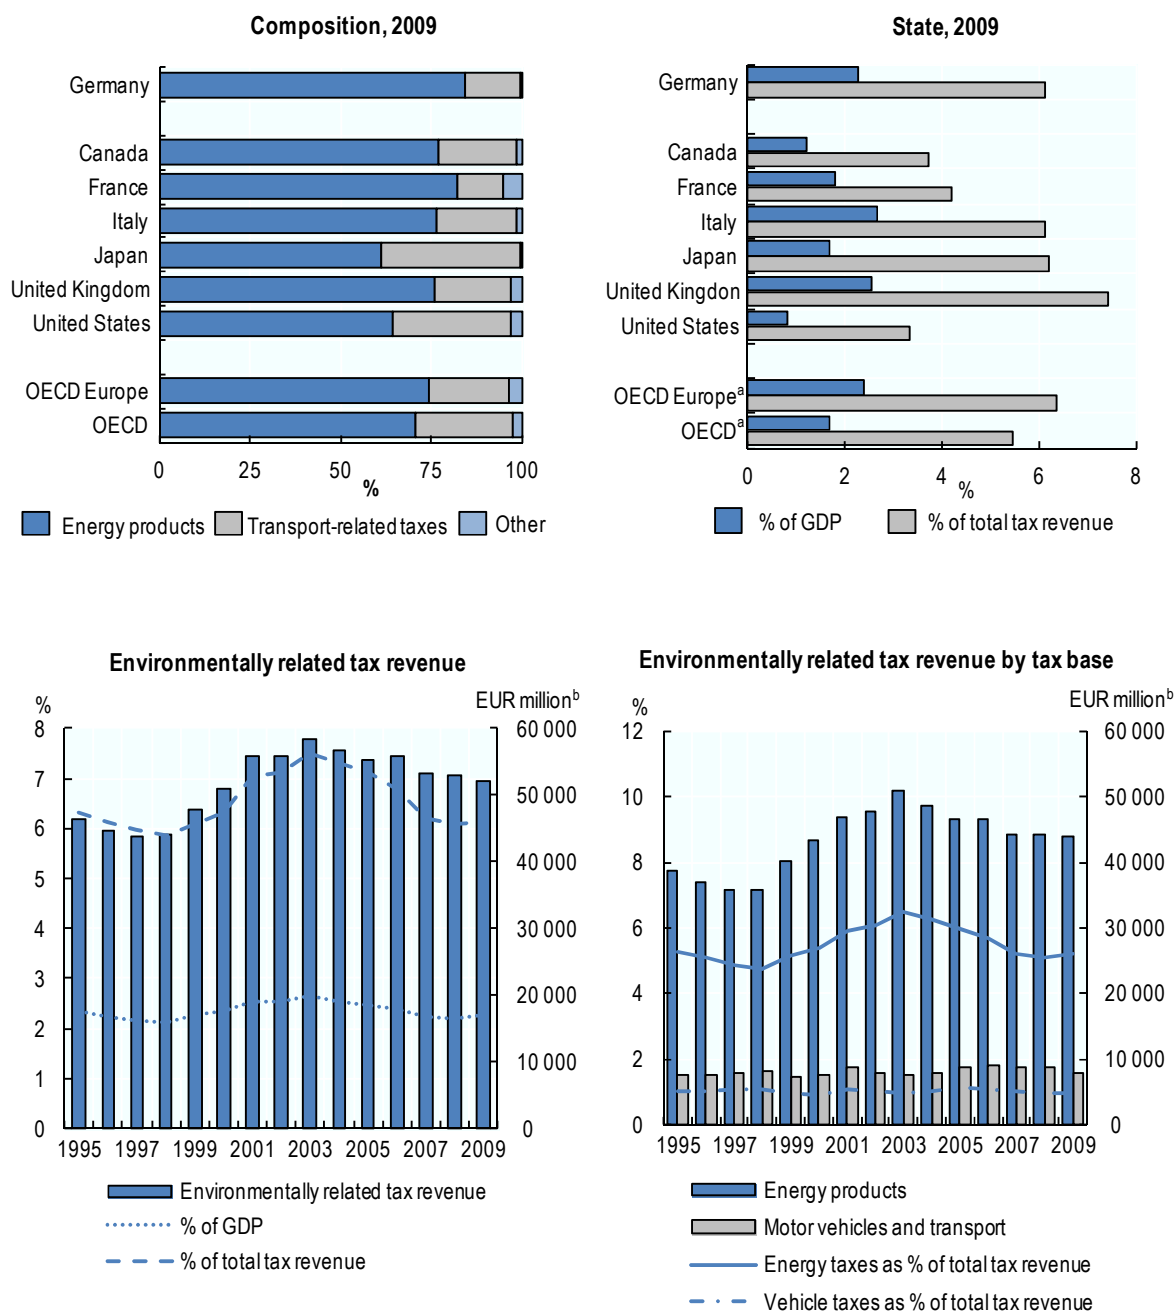 Composition, 2009
Germany
Canada
France
Italy
Japan
United Kingdom
United States
OECD Europe
OECD
0 25 50 75 100
%
Energy products Transport-related taxes Other
State, 2009
Germany
Canada
France
Italy
Japan
United Kingdon
United States
OECD Europeᵃ
OECDᵃ
0 2 4 6 8
%
% of GDP % of total tax revenue
Environmentally related tax revenue
% EUR millionᵇ
8 60 000
7
50 000
6
40 000
5
4
30 000
3
20 000
2
10 000
1
0 0
1995 1997 1999 2001 2003 2005 2007 2009
Environmentally related tax revenue
% of GDP
% of total tax revenue
Environmentally related tax revenue by tax base
% EUR millionᵇ
12 60 000
10 50 000
8 40 000
6 30 000
4 20 000
2 10 000
0 0
1995 1997 1999 2001 2003 2005 2007 2009
Energy products
Motor vehicles and transport
Energy taxes as % of total tax revenue
Vehicle taxes as % of total tax revenue